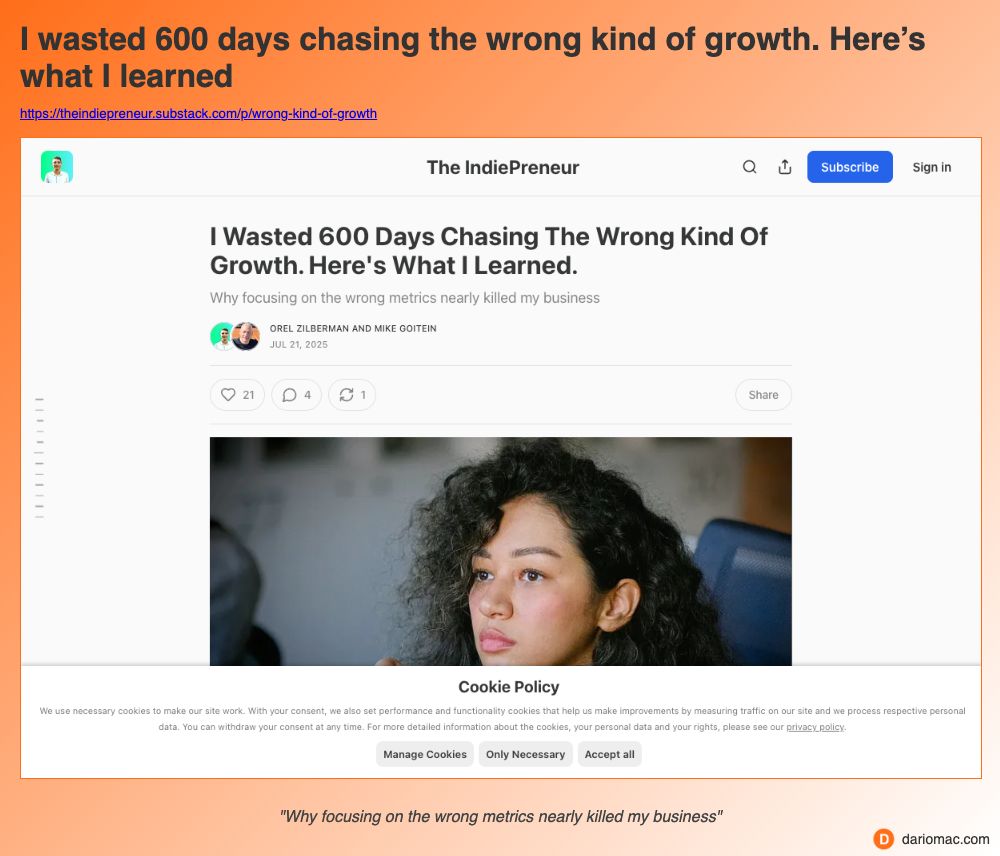 I wasted 600 days chasing the wrong kind of growth. Here’s
what I learned
https://theindiepreneur.substack.com/p/wrong-kind-of-growth
The IndiePreneur
Subscribe
Sign in
I Wasted 600 Days Chasing The Wrong Kind Of
Growth. Here's What I Learned.
Why focusing on the wrong metrics nearly killed my business
OREL ZILBERMAN AND MIKE GOITEIN
JUL 21, 2025
21
4
1
Share
Cookie Policy
We use necessary cookies to make our site work. With your consent, we also set performance and functionality cookies that help us make improvements by measuring traffic on our site and we process respective personal
data. You can withdraw your consent at any time. For more detailed information about the cookies, your personal data and your rights, please see our privacy policy.
Manage Cookies
Only Necessary
Accept all
"Why focusing on the wrong metrics nearly killed my business"
D
dariomac.com